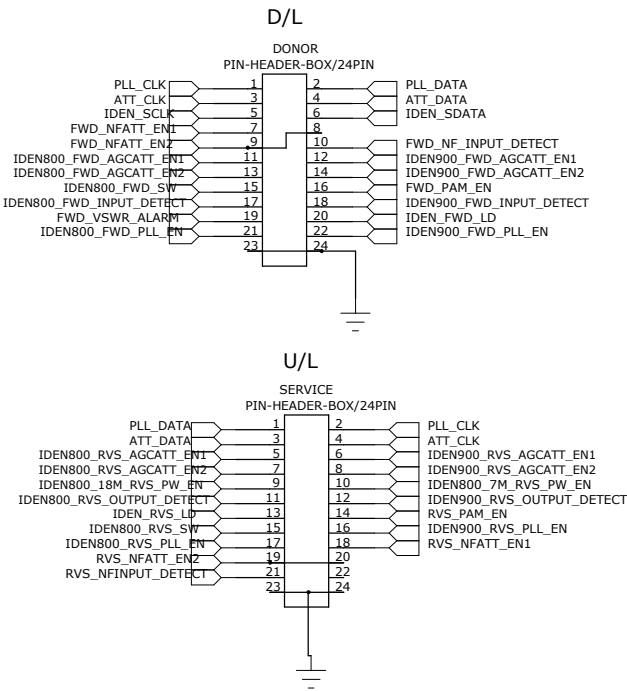 D/L
DONOR
PIN-HEADER-BOX/24PIN
PLL_CLK 1 2 PLL_DATA
ATT_CLK 3 4 ATT_DATA
IDEN_SCLK 5 6 IDEN_SDATA
FWD_NFATT_EN1 7 8
FWD_NFATT_EN2 9 10 FWD_NF_INPUT_DETECT
IDEN800_FWD_AGCATT_EN1 11 12 IDEN900_FWD_AGCATT_EN1
IDEN800_FWD_AGCATT_EN2 13 14 IDEN900_FWD_AGCATT_EN2
IDEN800_FWD_SW 15 16 FWD_PAM_EN
IDEN800_FWD_INPUT_DETECT 17 18 IDEN900_FWD_INPUT_DETECT
FWD_VSWR_ALARM 19 20 IDEN_FWD_LD
IDEN800_FWD_PLL_EN 21 22 IDEN900_FWD_PLL_EN
23 24
U/L
SERVICE
PIN-HEADER-BOX/24PIN
PLL_DATA 1 2 PLL_CLK
ATT_DATA 3 4 ATT_CLK
IDEN800_RVS_AGCATT_EN1 5 6 IDEN900_RVS_AGCATT_EN1
IDEN800_RVS_AGCATT_EN2 7 8 IDEN900_RVS_AGCATT_EN2
IDEN800_18M_RVS_PW_EN 9 10 IDEN800_7M_RVS_PW_EN
IDEN800_RVS_OUTPUT_DETECT 11 12 IDEN900_RVS_OUTPUT_DETECT
IDEN_RVS_LD 13 14 RVS_PAM_EN
IDEN800_RVS_SW 15 16 IDEN900_RVS_PLL_EN
IDEN800_RVS_PLL_EN 17 18 RVS_NFATT_EN1
RVS_NFATT_EN2 19 20
RVS_NFINPUT_DETECT 21 22
23 24